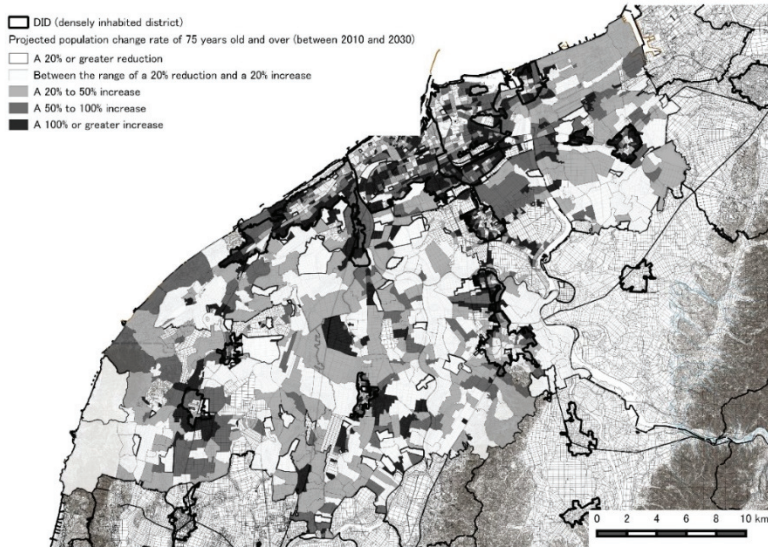 DID (densely inhabited district)
Projected population change rate of 75 years old and over (between 2010 and 2030)
A 20% or greater reduction
Between the range of a 20% reduction and a 20% increase
A 20% to 50% increase
A 50% to 100% increase
A 100% or greater increase
0 2 4 6 8 10 km